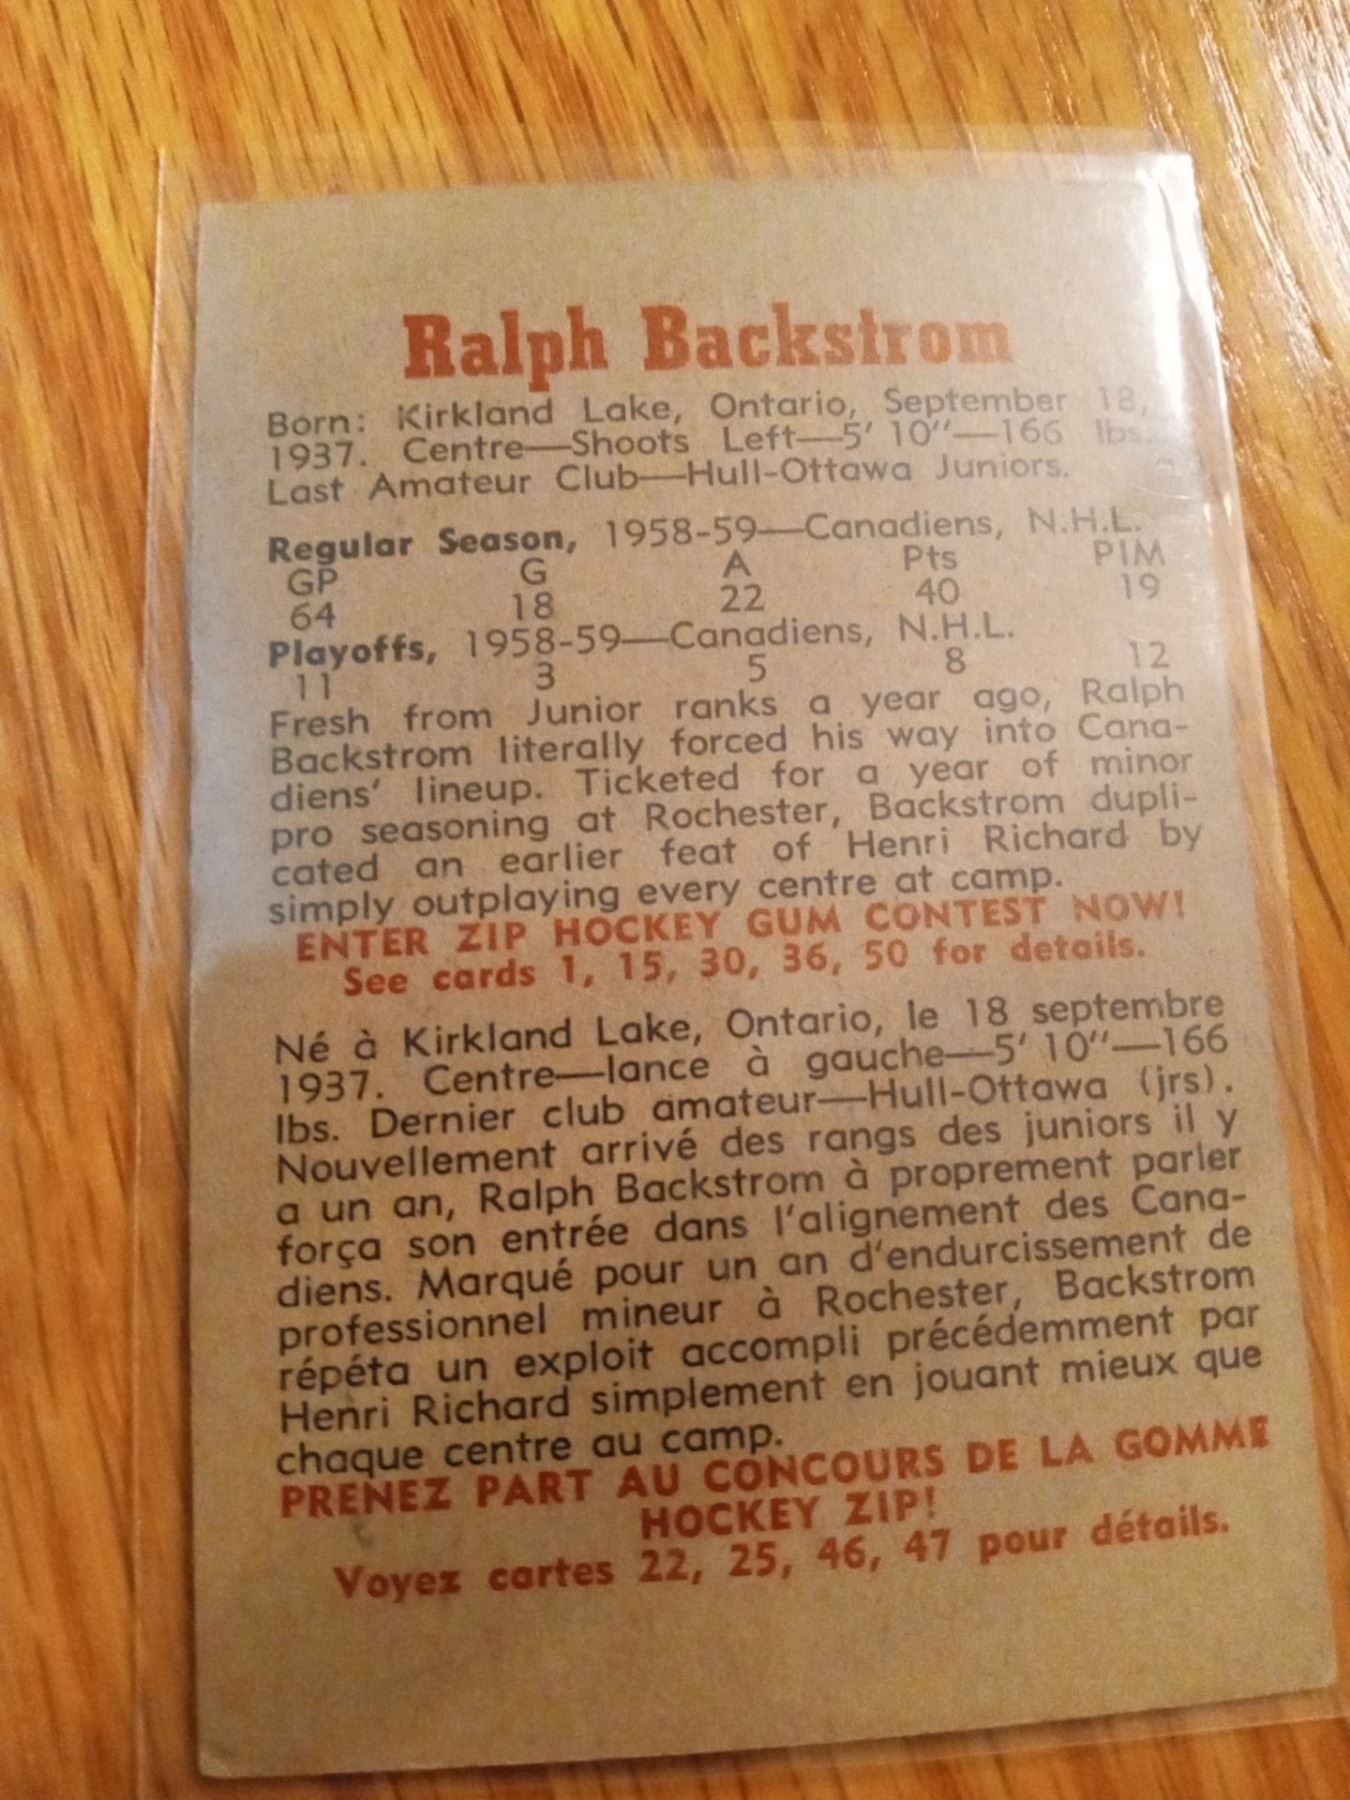 Ralph Backstrom
Born: Kirkland Lake, Ontario, September 18,
1937. Centre—Shoots Left—5' 10"—166 lbs.
Last Amateur Club—Hull-Ottawa Juniors.
Regular Season, 1958-59—Canadiens, N.H.L.
GP G A Pts PIM
64 18 22 40 19
Playoffs, 1958-59—Canadiens, N.H.L.
11 3 5 8 12
Fresh from Junior ranks a year ago, Ralph
Backstrom literally forced his way into Cana-
diens' lineup. Ticketed for a year of minor
pro seasoning at Rochester, Backstrom dupli-
cated an earlier feat of Henri Richard by
simply outplaying every centre at camp.
ENTER ZIP HOCKEY GUM CONTEST NOW!
See cards 1, 15, 30, 36, 50 for details.
Né à Kirkland Lake, Ontario, le 18 septembre
1937. Centre—lance à gauche—5' 10"—166
lbs. Dernier club amateur—Hull-Ottawa (jrs).
Nouvellement arrivé des rangs des juniors il y
a un an, Ralph Backstrom à proprement parler
força son entrée dans l'alignement des Cana-
diens. Marqué pour un an d'endurcissement de
professionnel mineur à Rochester, Backstrom
répéta un exploit accompli précédemment par
Henri Richard simplement en jouant mieux que
chaque centre au camp.
PRENEZ PART AU CONCOURS DE LA GOMME
HOCKEY ZIP!
Voyez cartes 22, 25, 46, 47 pour détails.